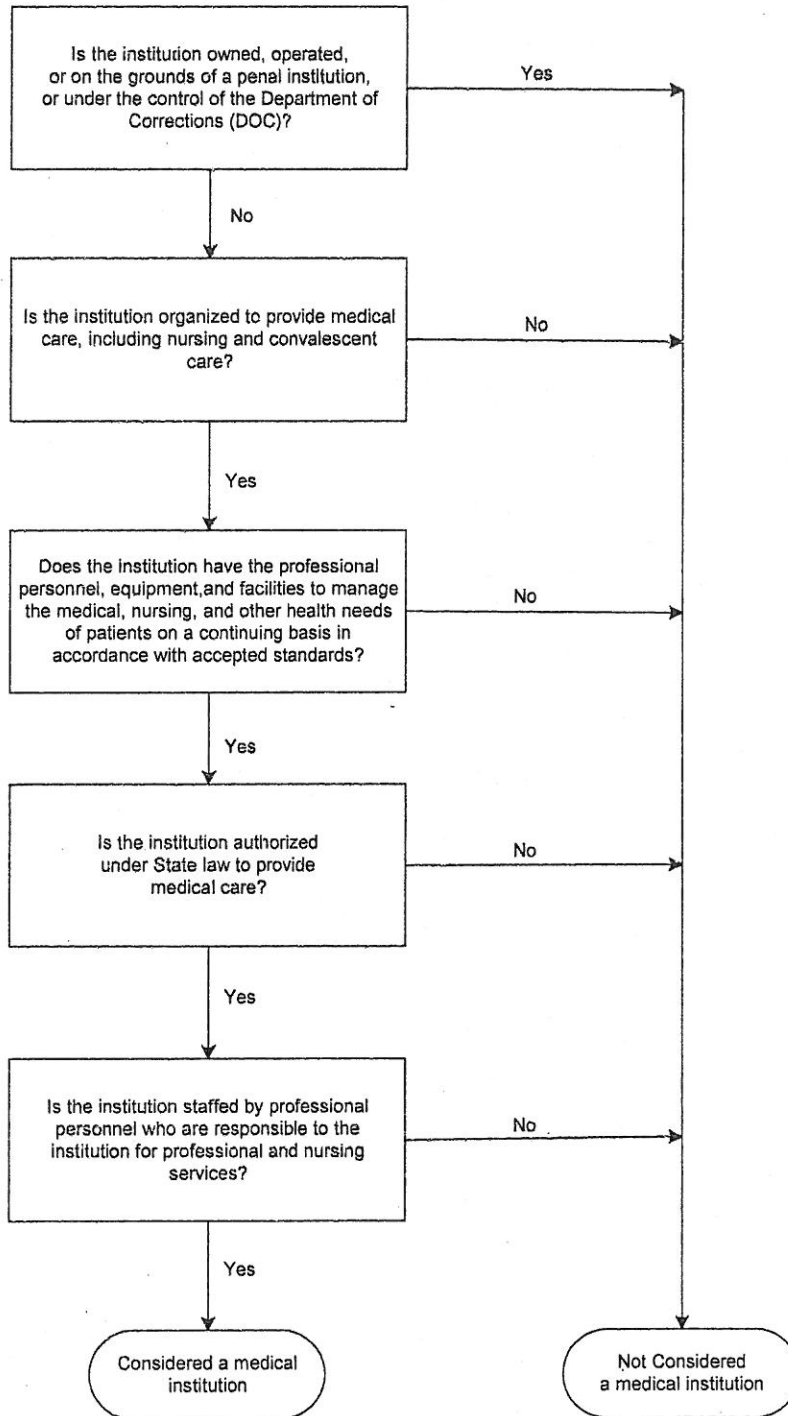 Is the institution owned, operated,
or on the grounds of a penal institution,
or under the control of the Department of
Corrections (DOC)?
Yes
No
Is the institution organized to provide medical
care, including nursing and convalescent
care?
No
Yes
Does the institution have the professional
personnel, equipment,and facilities to manage
the medical, nursing, and other health needs
of patients on a continuing basis in
accordance with accepted standards?
No
Yes
Is the institution authorized
under State law to provide
medical care?
No
Yes
Is the institution staffed by professional
personnel who are responsible to the
institution for professional and nursing
services?
No
Yes
Considered a medical
institution
Not Considered
a medical institution